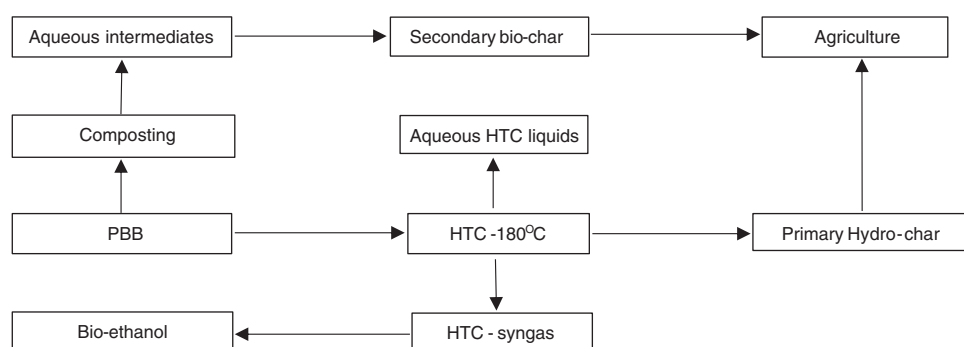 Aqueous intermediates
Secondary bio-char
Agriculture
Composting
Aqueous HTC liquids
PBB
HTC -180⁰C
Primary Hydro-char
Bio-ethanol
HTC - syngas